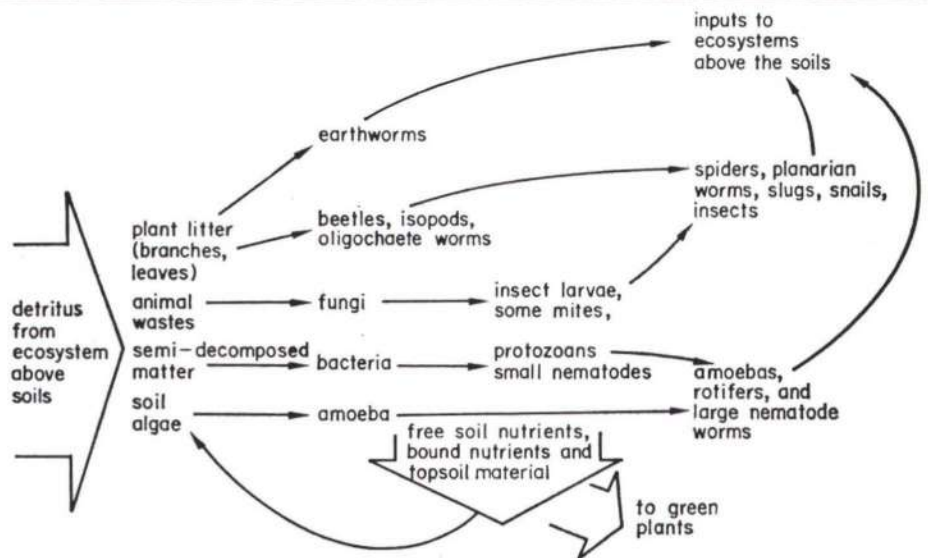 inputs to
ecosystems
above the soils
earthworms
spiders, planarian
worms, slugs, snails,
insects
plant litter
(branches,
leaves)
beetles, isopods,
oligochaete worms
detritus
from
ecosystem
above
soils
animal
wastes
fungi
insect larvae,
some mites,
semi-decomposed
matter
bacteria
protozoans
small nematodes
amoebas,
rotifers, and
large nematode
worms
soil
algae
amoeba
free soil nutrients,
bound nutrients and
topsoil material
to green
plants